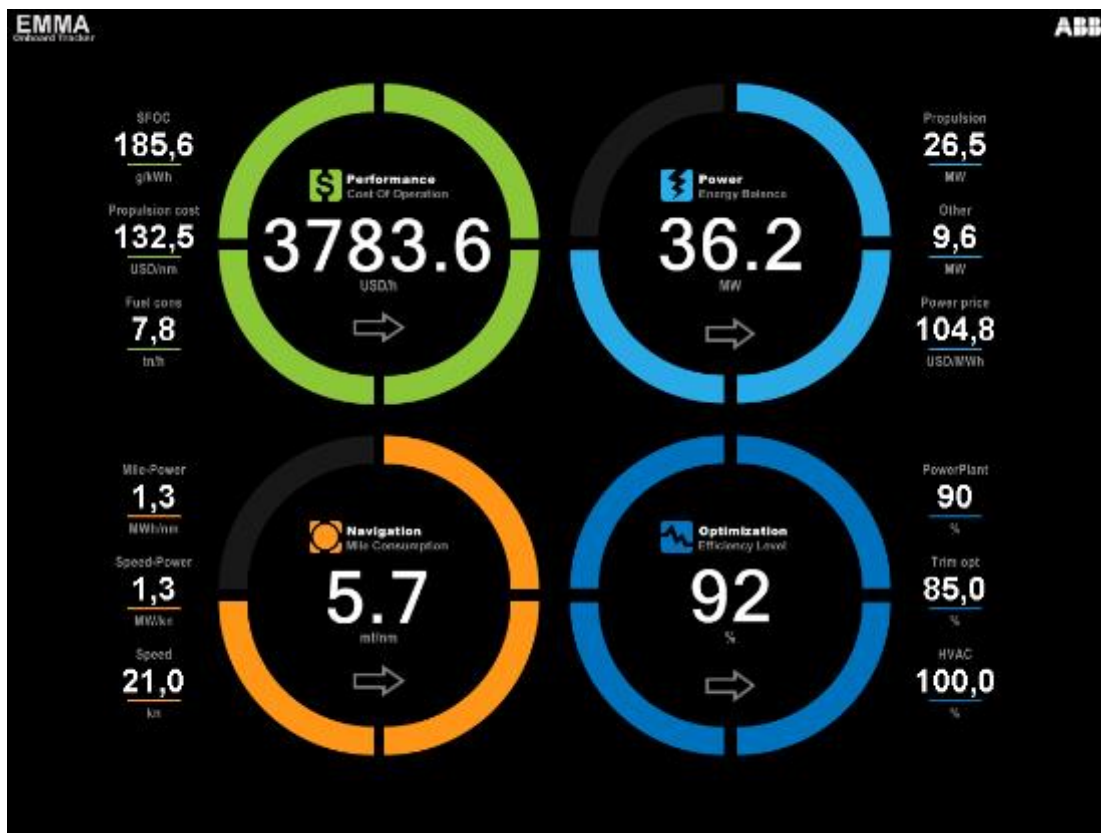 EMMA
Onboard Tracker
ABB
SFOC
185,6
g/kWh
Propulsion cost
132,5
USD/nm
Fuel cons
7,8
tn/h
Performance
Cost Of Operation
3783.6
USD/h
Power
Energy Balance
36.2
MW
Propulsion
26,5
MW
Other
9,6
MW
Power price
104,8
USD/MWh
Mile-Power
1,3
MWh/nm
Speed-Power
1,3
MW/kn
Speed
21,0
kn
Navigation
Mile Consumption
5.7
mt/nm
Optimization
Efficiency Level
92
%
PowerPlant
90
%
Trim opt
85,0
%
HVAC
100,0
%